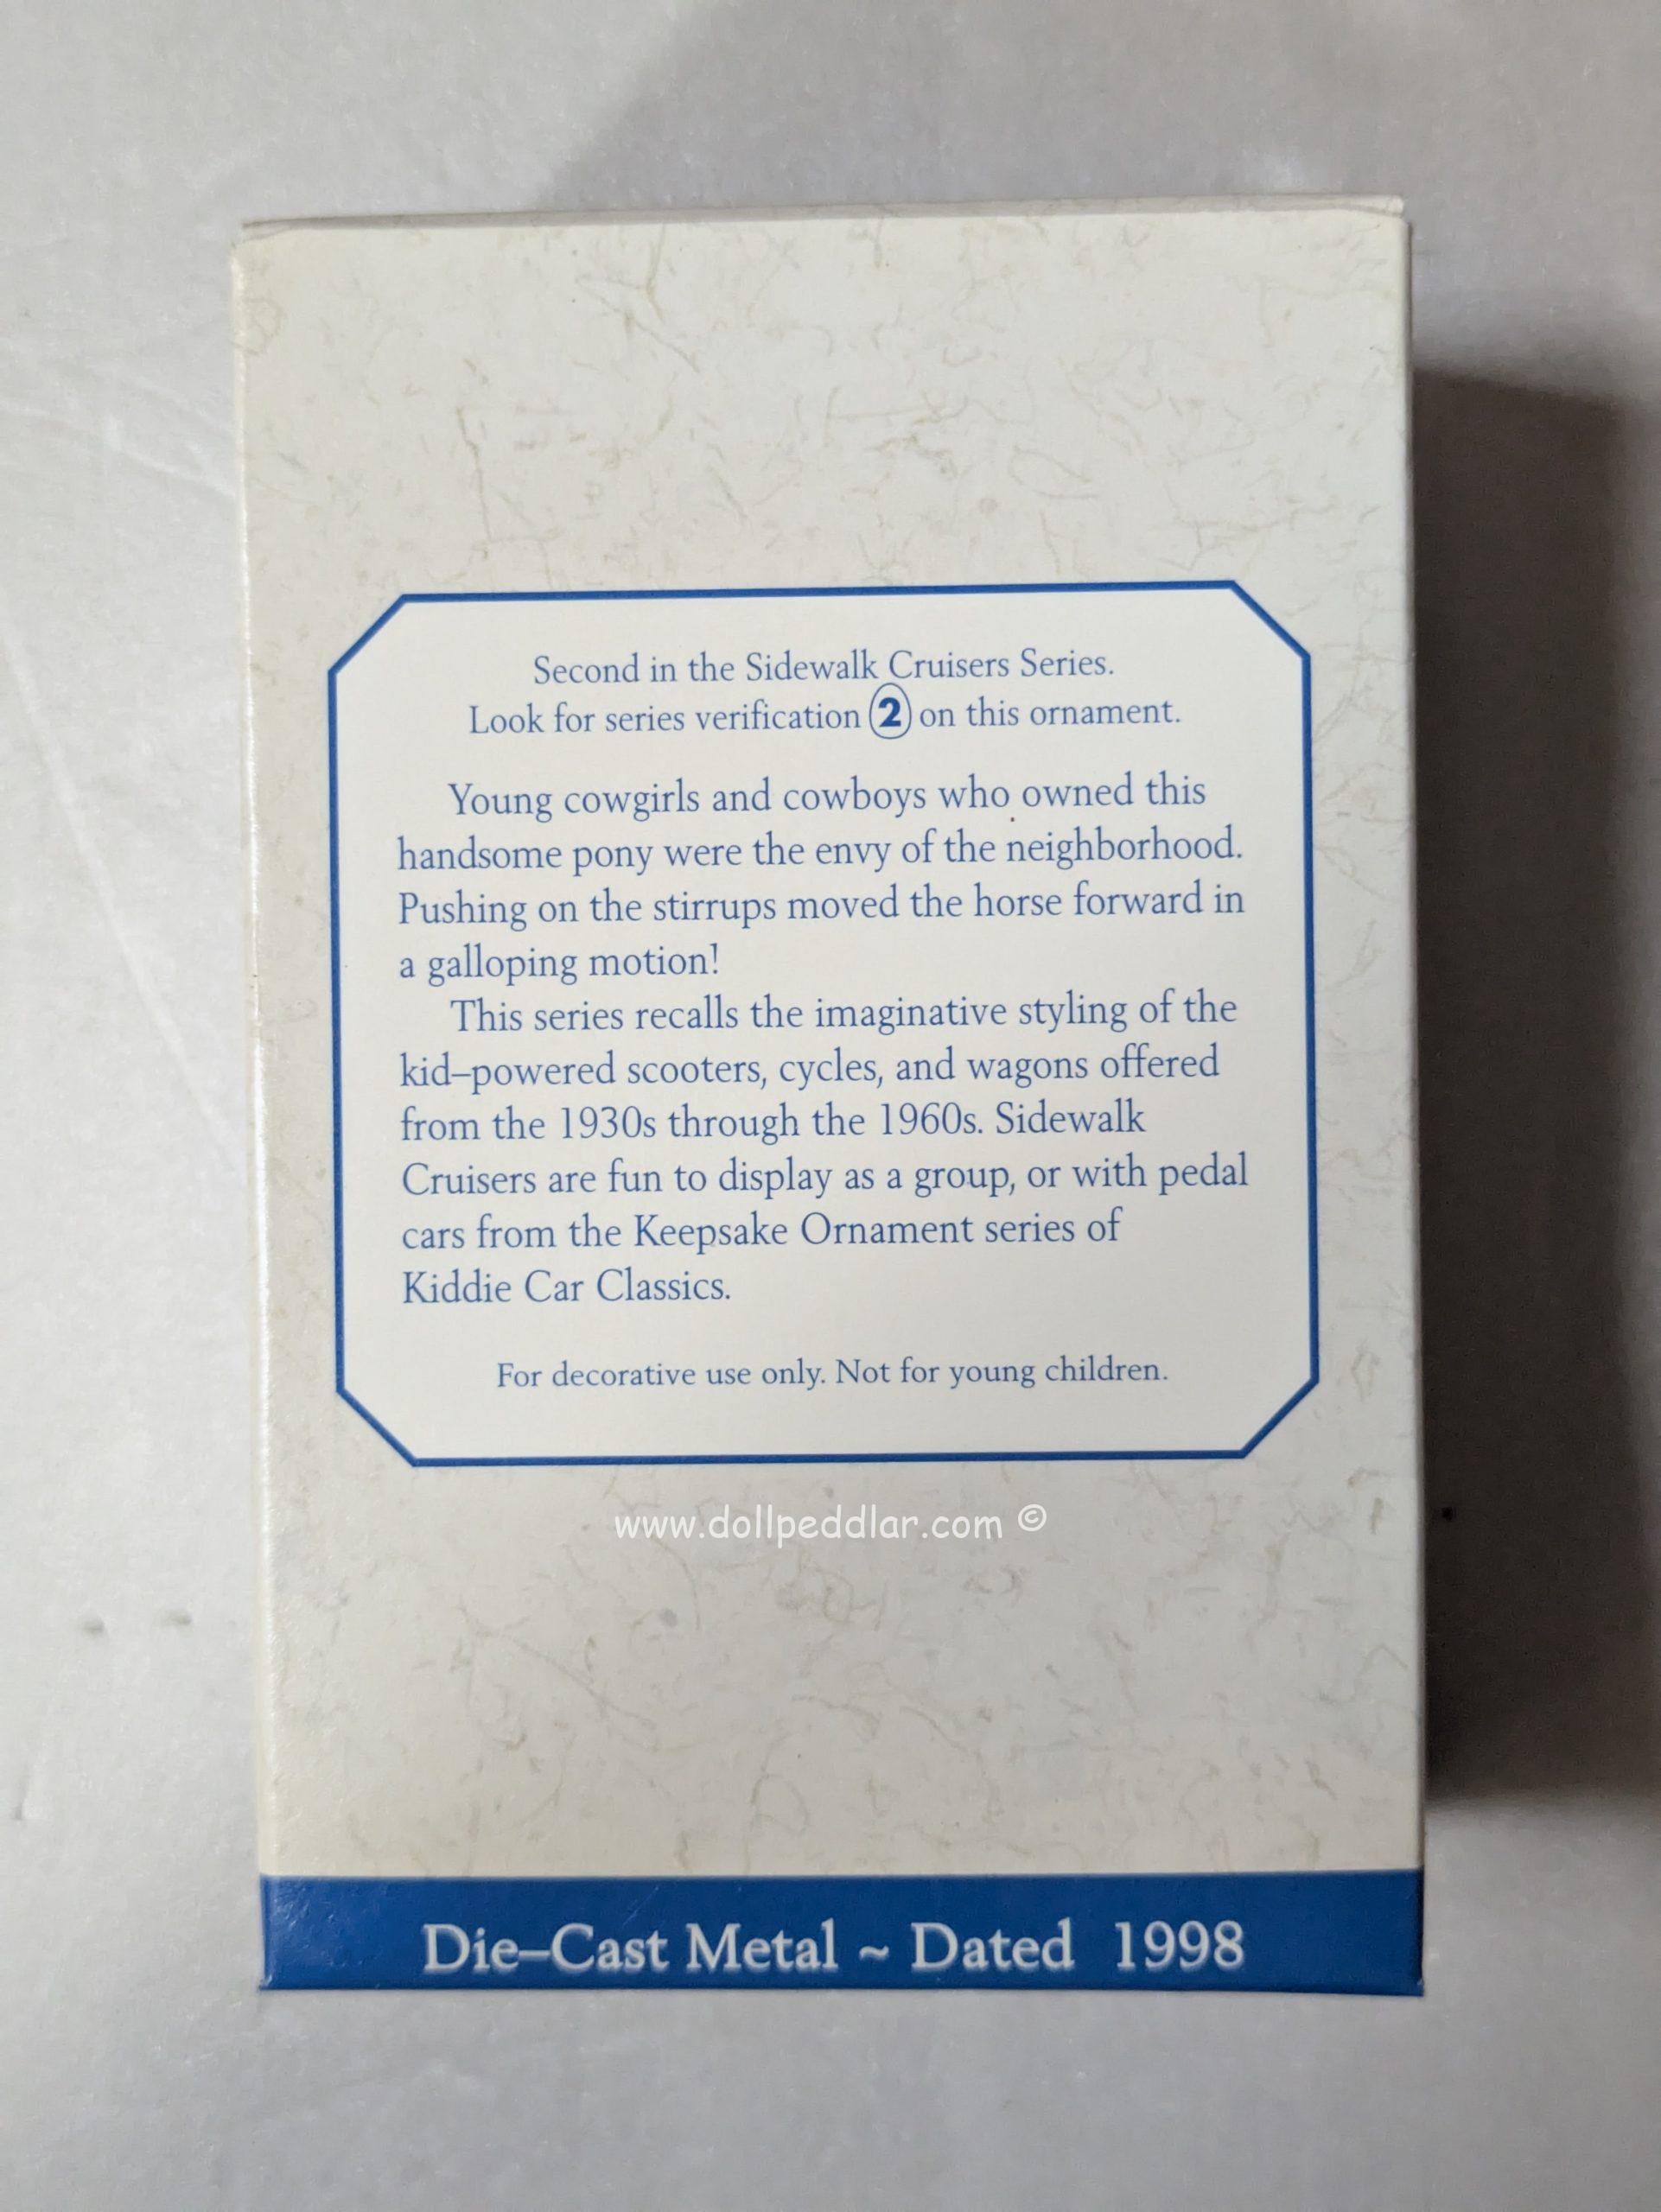 Second in the Sidewalk Cruisers Series.
Look for series verification 2 on this ornament.
Young cowgirls and cowboys who owned this
handsome pony were the envy of the neighborhood.
Pushing on the stirrups moved the horse forward in
a galloping motion!
This series recalls the imaginative styling of the
kid–powered scooters, cycles, and wagons offered
from the 1930s through the 1960s. Sidewalk
Cruisers are fun to display as a group, or with pedal
cars from the Keepsake Ornament series of
Kiddie Car Classics.
For decorative use only. Not for young children.
www.dollpeddlar.com ©
Die–Cast Metal ~ Dated 1998